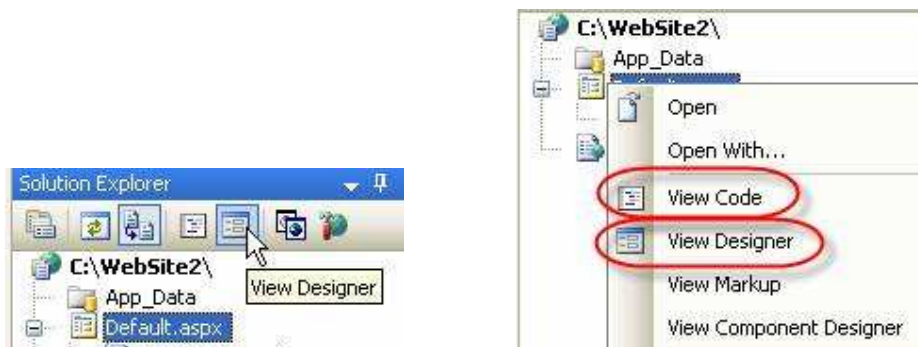 Solution Explorer
C:\WebSite2\
App_Data
View Designer
Default.aspx
C:\WebSite2\
App_Data
Open
Open With...
View Code
View Designer
View Markup
View Component Designer